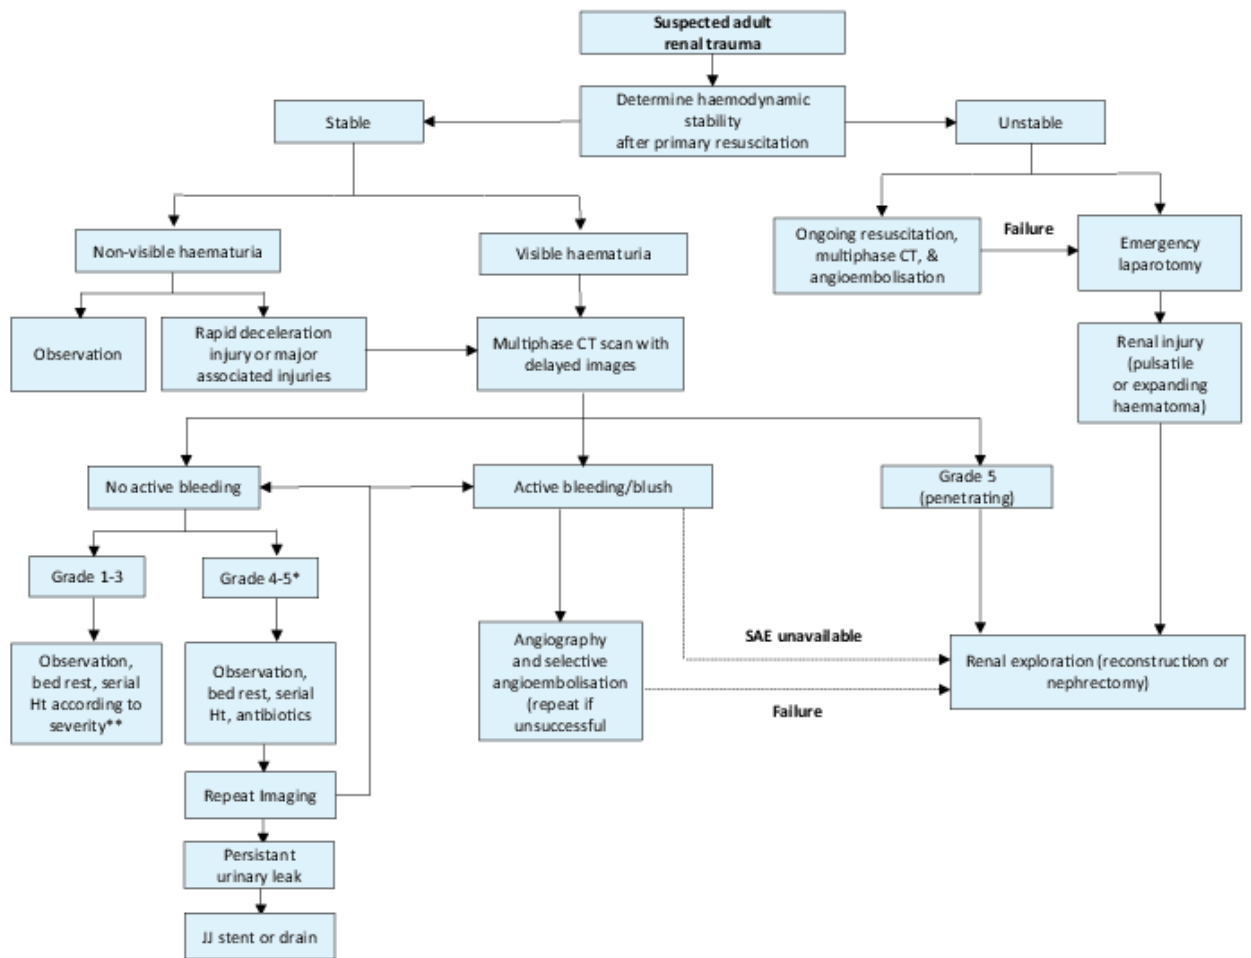 Suspected adult
renal trauma
Determine haemodynamic
stability
after primary resuscitation
Stable
Unstable
Non-visible haematuria
Visible haematuria
Ongoing resuscitation,
multiphase CT, &
angioembolisation
Failure
Emergency
laparotomy
Observation
Rapid deceleration
injury or major
associated injuries
Multiphase CT scan with
delayed images
Renal injury
(pulsatile
or expanding
haematoma)
No active bleeding
Active bleeding/blush
Grade 5
(penetrating)
Grade 1-3
Grade 4-5*
Observation,
bed rest, serial
Ht according to
severity**
Observation,
bed rest, serial
Ht, antibiotics
Angiography
and selective
angioembolisation
(repeat if
unsuccessful
SAE unavailable
Failure
Renal exploration (reconstruction or
nephrectomy)
Repeat Imaging
Persistant
urinary leak
JJ stent or drain